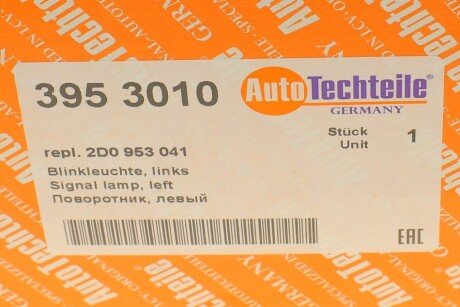 395 3010
AutoTechteile®
GERMANY
Stück
Unit
1
repl. 2D0 953 041
Blinkleuchte, links
Signal lamp, left
Поворотник, левый
EAC